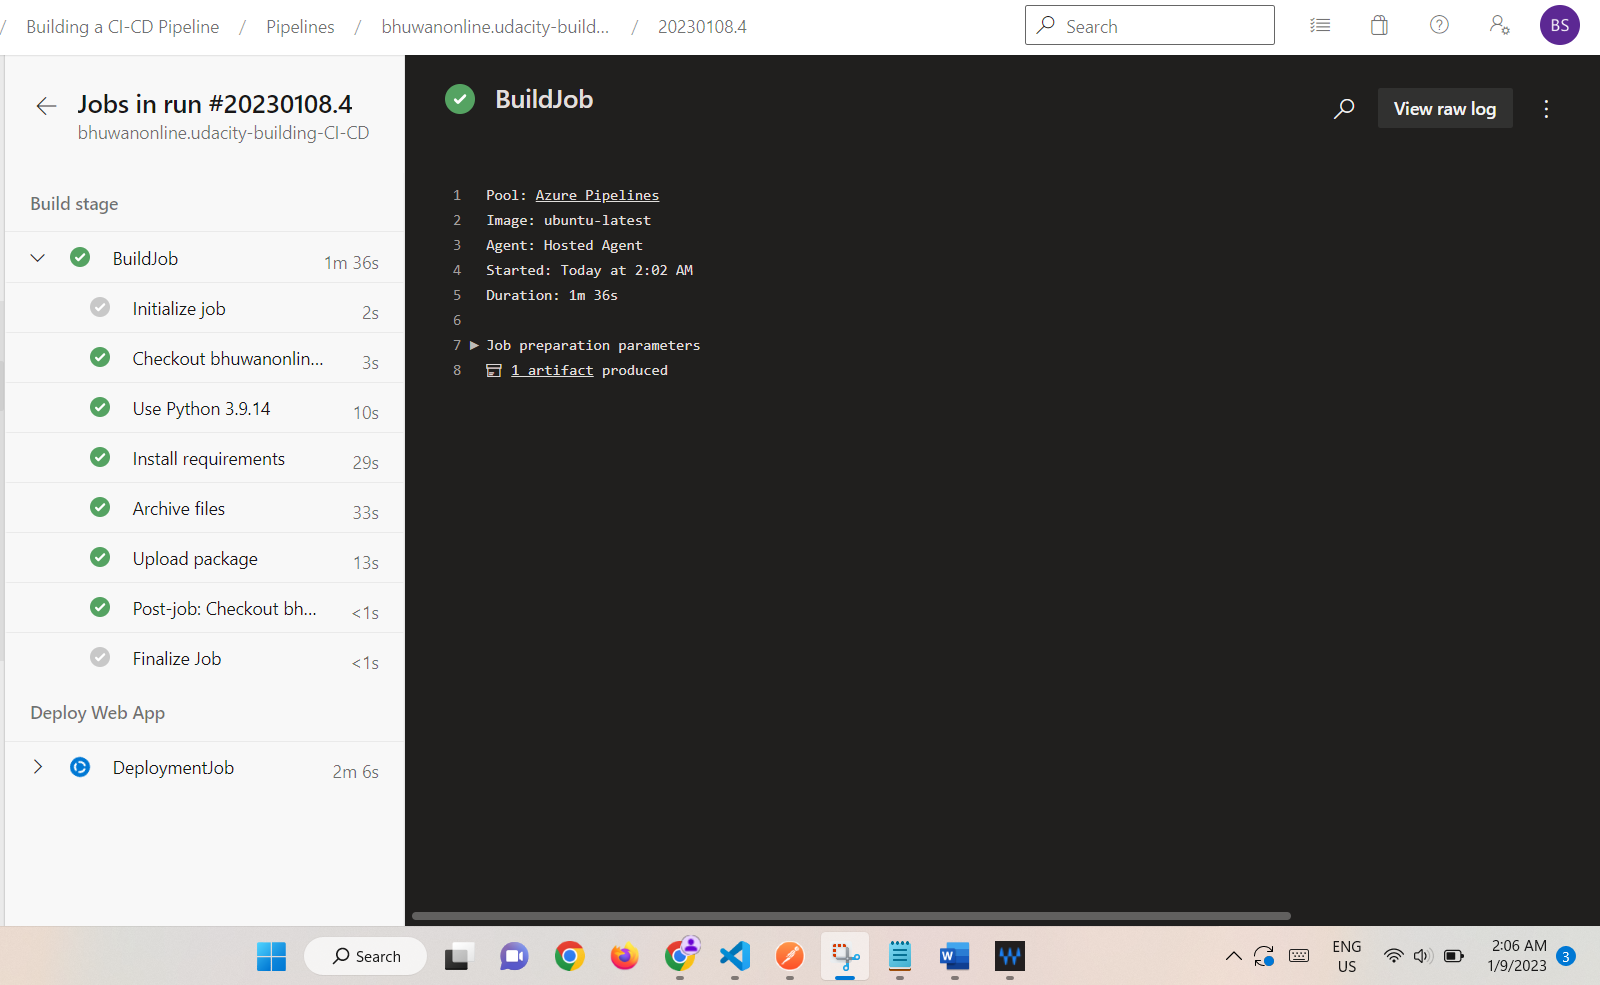 / Building a CI-CD Pipeline / Pipelines / bhuwanonline.udacity-build... / 20230108.4
Search
BS
Jobs in run #20230108.4
bhuwanonline.udacity-building-CI-CD
Build stage
BuildJob 1m 36s
Initialize job 2s
Checkout bhuwanonlin... 3s
Use Python 3.9.14 10s
Install requirements 29s
Archive files 33s
Upload package 13s
Post-job: Checkout bh... <1s
Finalize Job <1s
Deploy Web App
DeploymentJob 2m 6s
BuildJob
View raw log
1 Pool: Azure Pipelines
2 Image: ubuntu-latest
3 Agent: Hosted Agent
4 Started: Today at 2:02 AM
5 Duration: 1m 36s
6
7 Job preparation parameters
8 1 artifact produced
Search
W
W
ENG
US
2:06 AM
1/9/2023
3